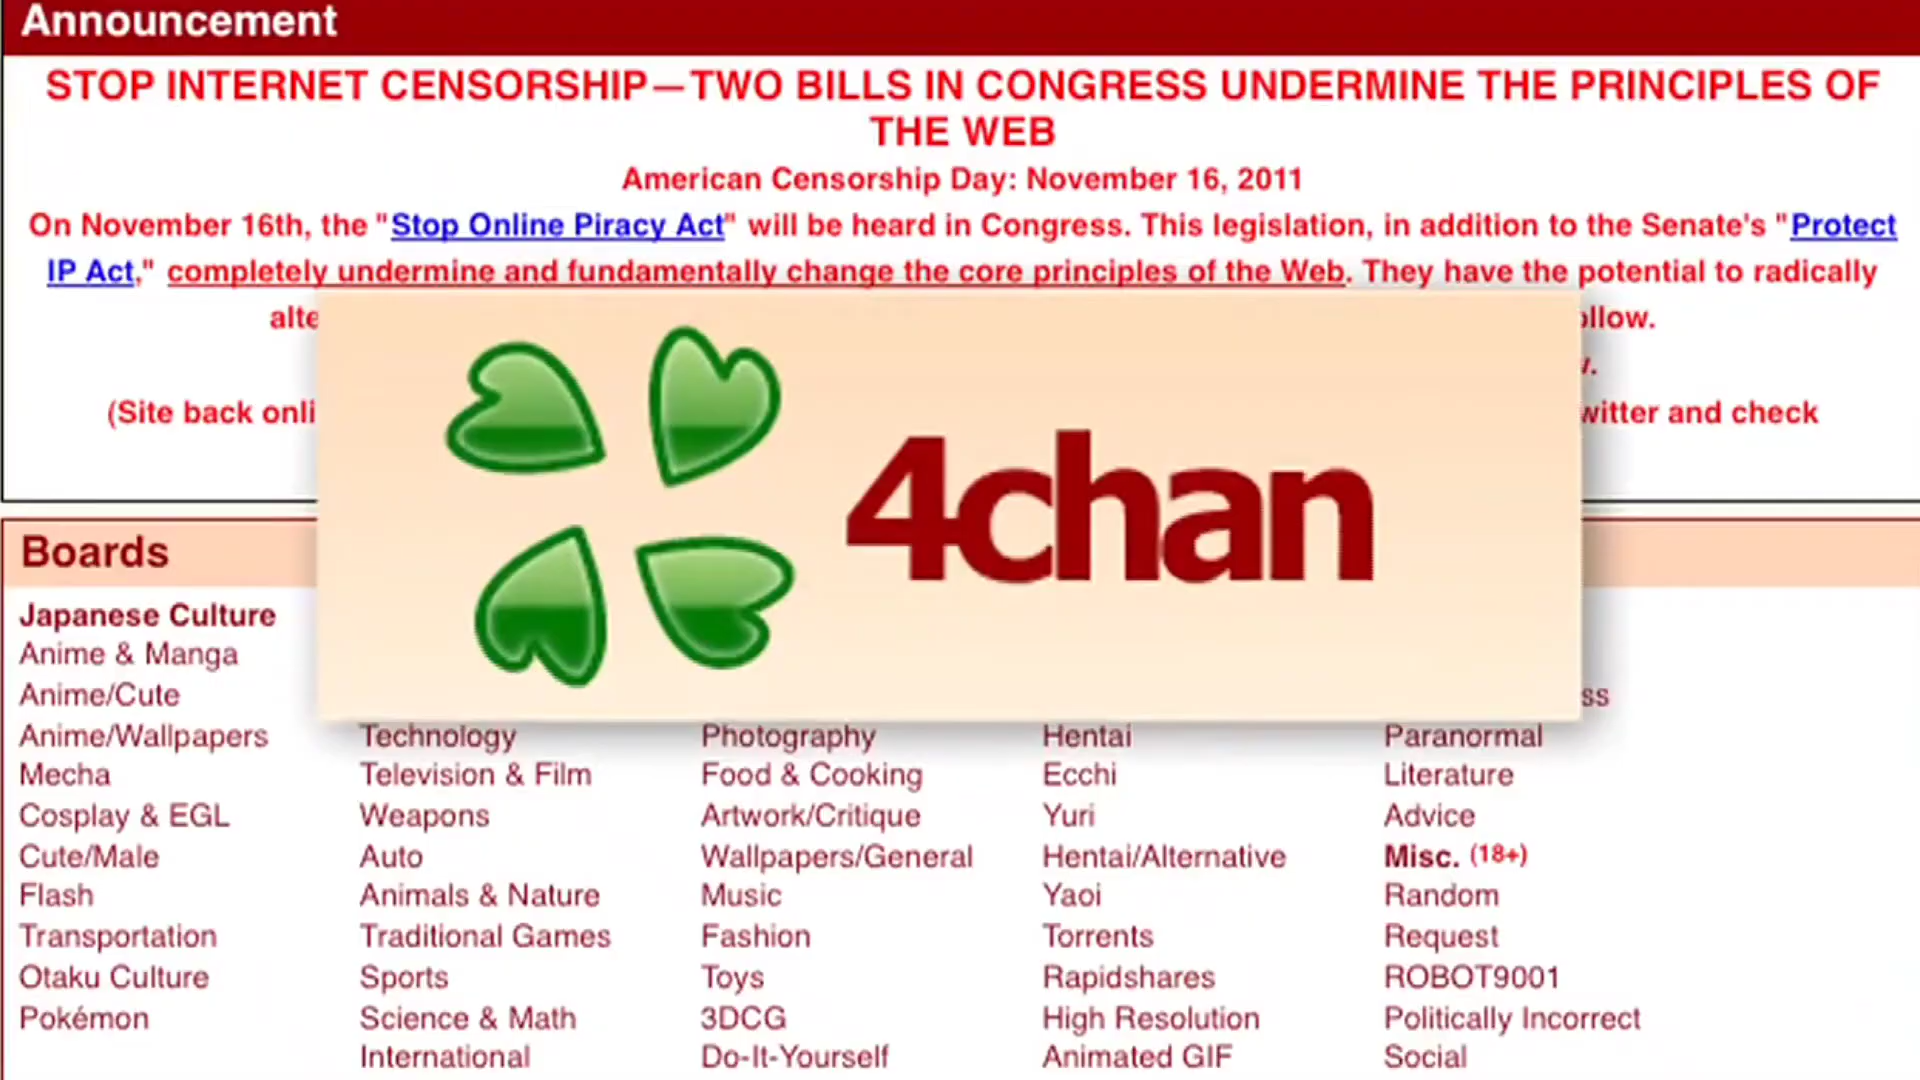 Announcement
STOP INTERNET CENSORSHIP—TWO BILLS IN CONGRESS UNDERMINE THE PRINCIPLES OF
THE WEB
American Censorship Day: November 16, 2011
On November 16th, the "Stop Online Piracy Act" will be heard in Congress. This legislation, in addition to the Senate's "Protect
IP Act," completely undermine and fundamentally change the core principles of the Web. They have the potential to radically
(Site back
and check
4chan
Boards
Japanese Culture
Anime & Manga
Anime/Cute
Anime/Wallpapers Technology Photography Hentai Paranormal
Mecha Television & Film Food & Cooking Ecchi Literature
Cosplay & EGL Weapons Artwork/Critique Yuri Advice
Cute/Male Auto Wallpapers/General Hentai/Alternative Misc. (18+)
Flash Animals & Nature Music Yaoi Random
Transportation Traditional Games Fashion Torrents Request
Otaku Culture Sports Toys Rapidshares ROBOT9001
Pokémon Science & Math 3DCG High Resolution Politically Incorrect
International Do-It-Yourself Animated GIF Social